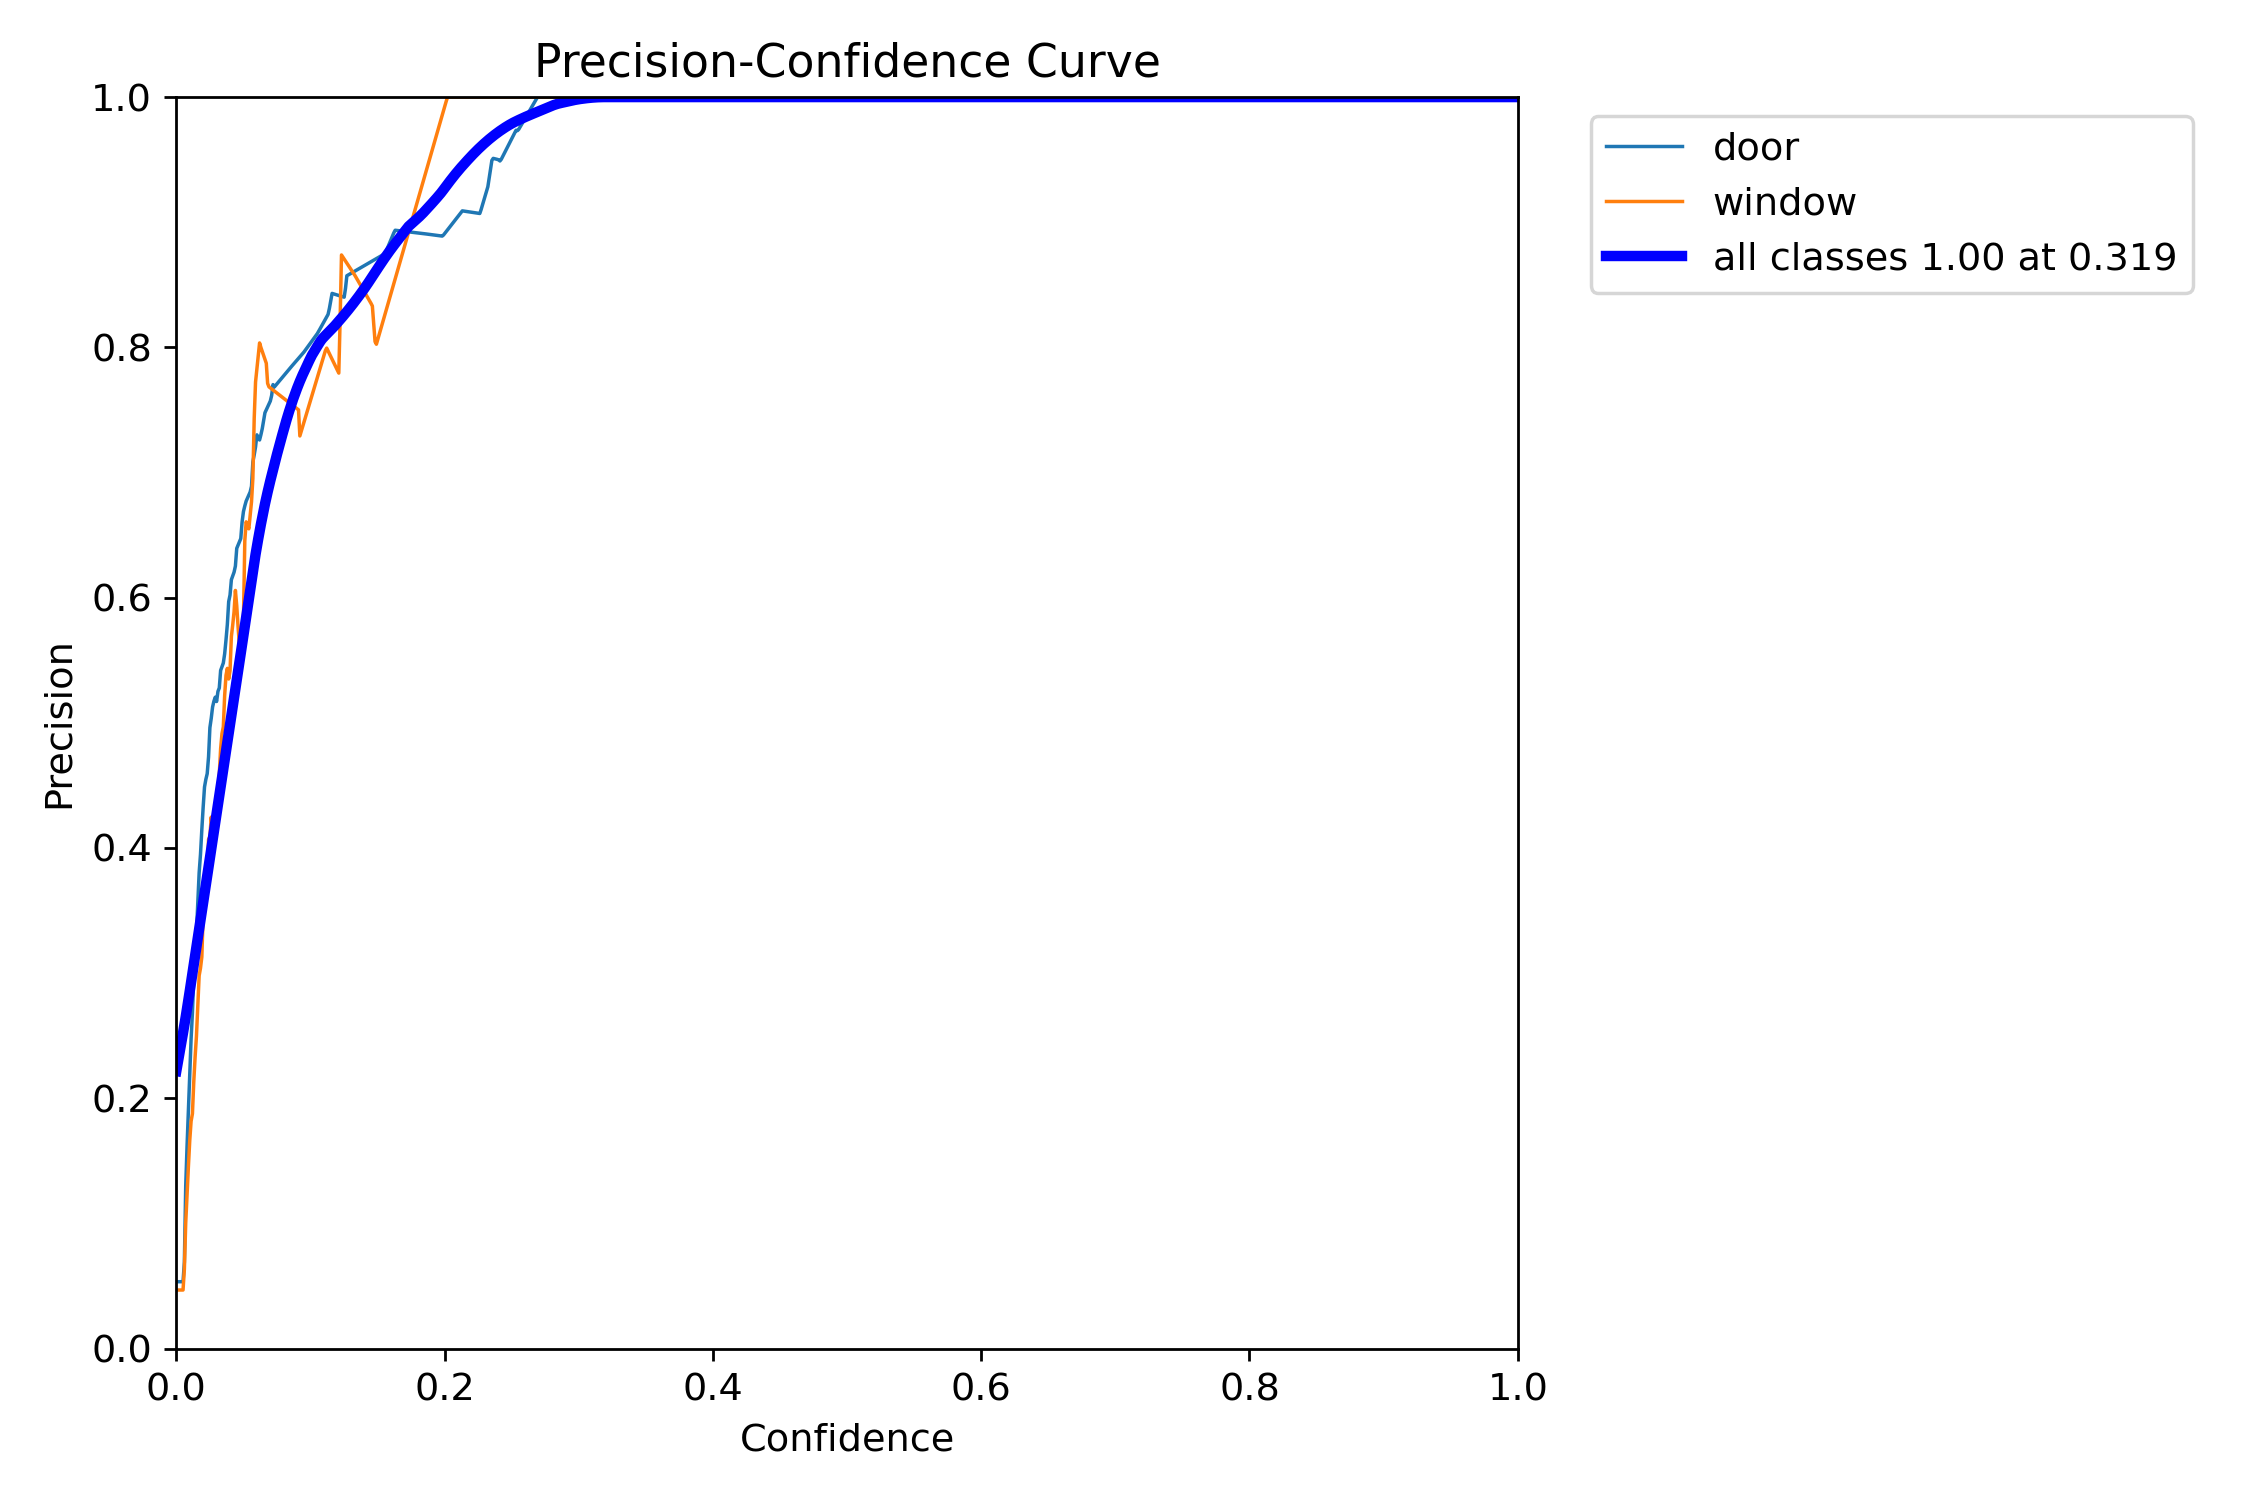 Precision-Confidence Curve
1.0
0.8
0.6
0.4
0.2
0.0
Precision
0.0 0.2 0.4 0.6 0.8 1.0
Confidence
door
window
all classes 1.00 at 0.319